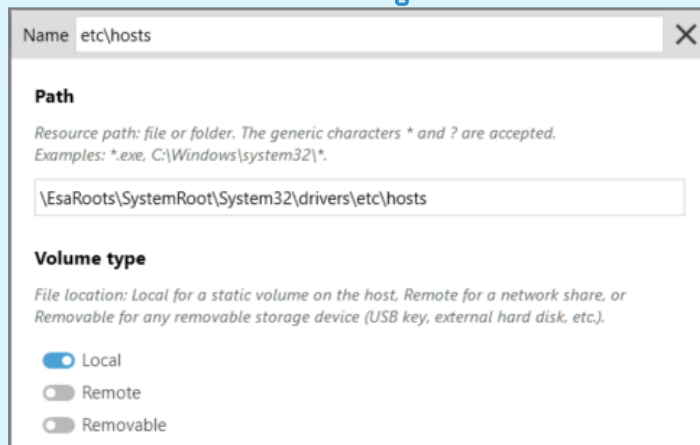 Name etc\hosts
Path
Resource path: file or folder. The generic characters * and ? are accepted.
Examples: *.exe, C:\Windows\system32\*.
\EsaRoots\SystemRoot\System32\drivers\etc\hosts
Volume type
File location: Local for a static volume on the host, Remote for a network share, or
Removable for any removable storage device (USB key, external hard disk, etc.).
Local
Remote
Removable